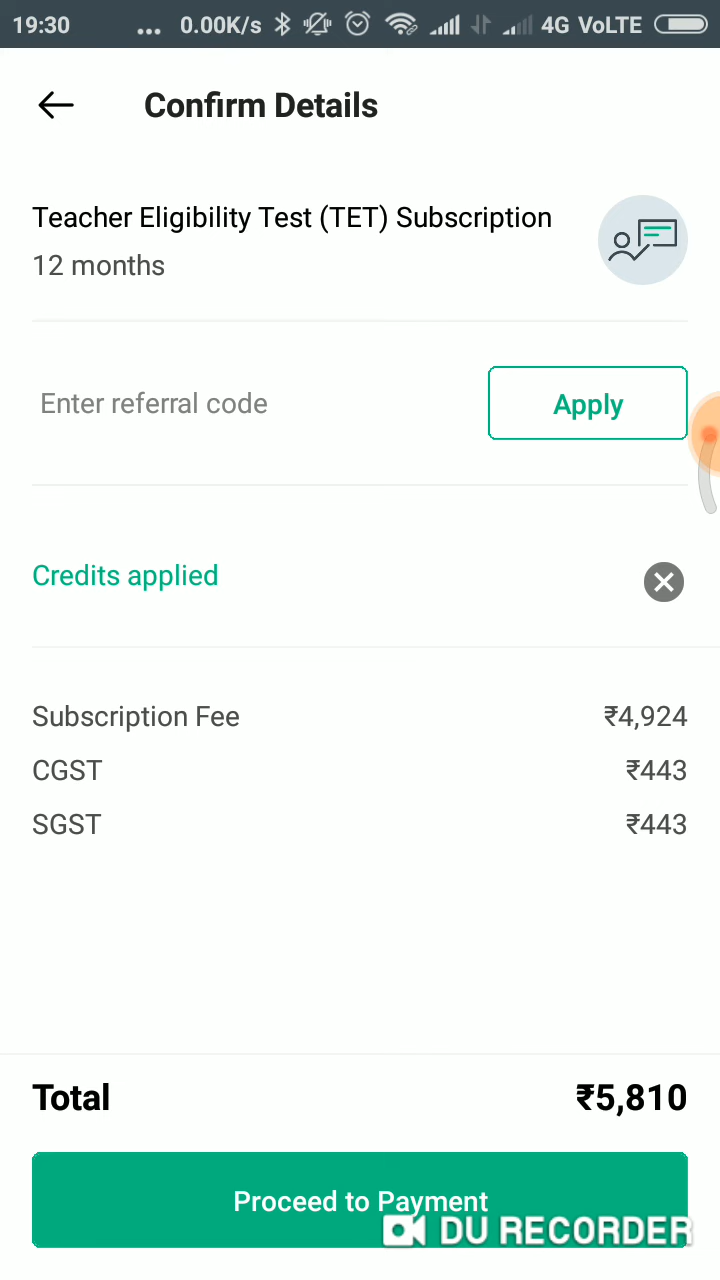 19:30 ... 0.00K/s 4G VoLTE
Confirm Details
Teacher Eligibility Test (TET) Subscription
12 months
Enter referral code
Apply
Credits applied
Subscription Fee ₹4,924
CGST ₹443
SGST ₹443
Total ₹5,810
Proceed to Payment
DU RECORDER